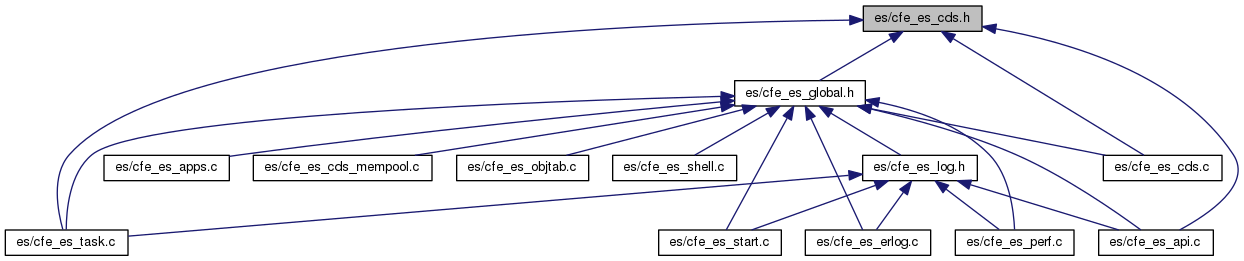 es/cfe_es_cds.h
es/cfe_es_global.h
es/cfe_es_apps.c
es/cfe_es_cds_mempool.c
es/cfe_es_objtab.c
es/cfe_es_shell.c
es/cfe_es_log.h
es/cfe_es_cds.c
es/cfe_es_task.c
es/cfe_es_start.c
es/cfe_es_erlog.c
es/cfe_es_perf.c
es/cfe_es_api.c